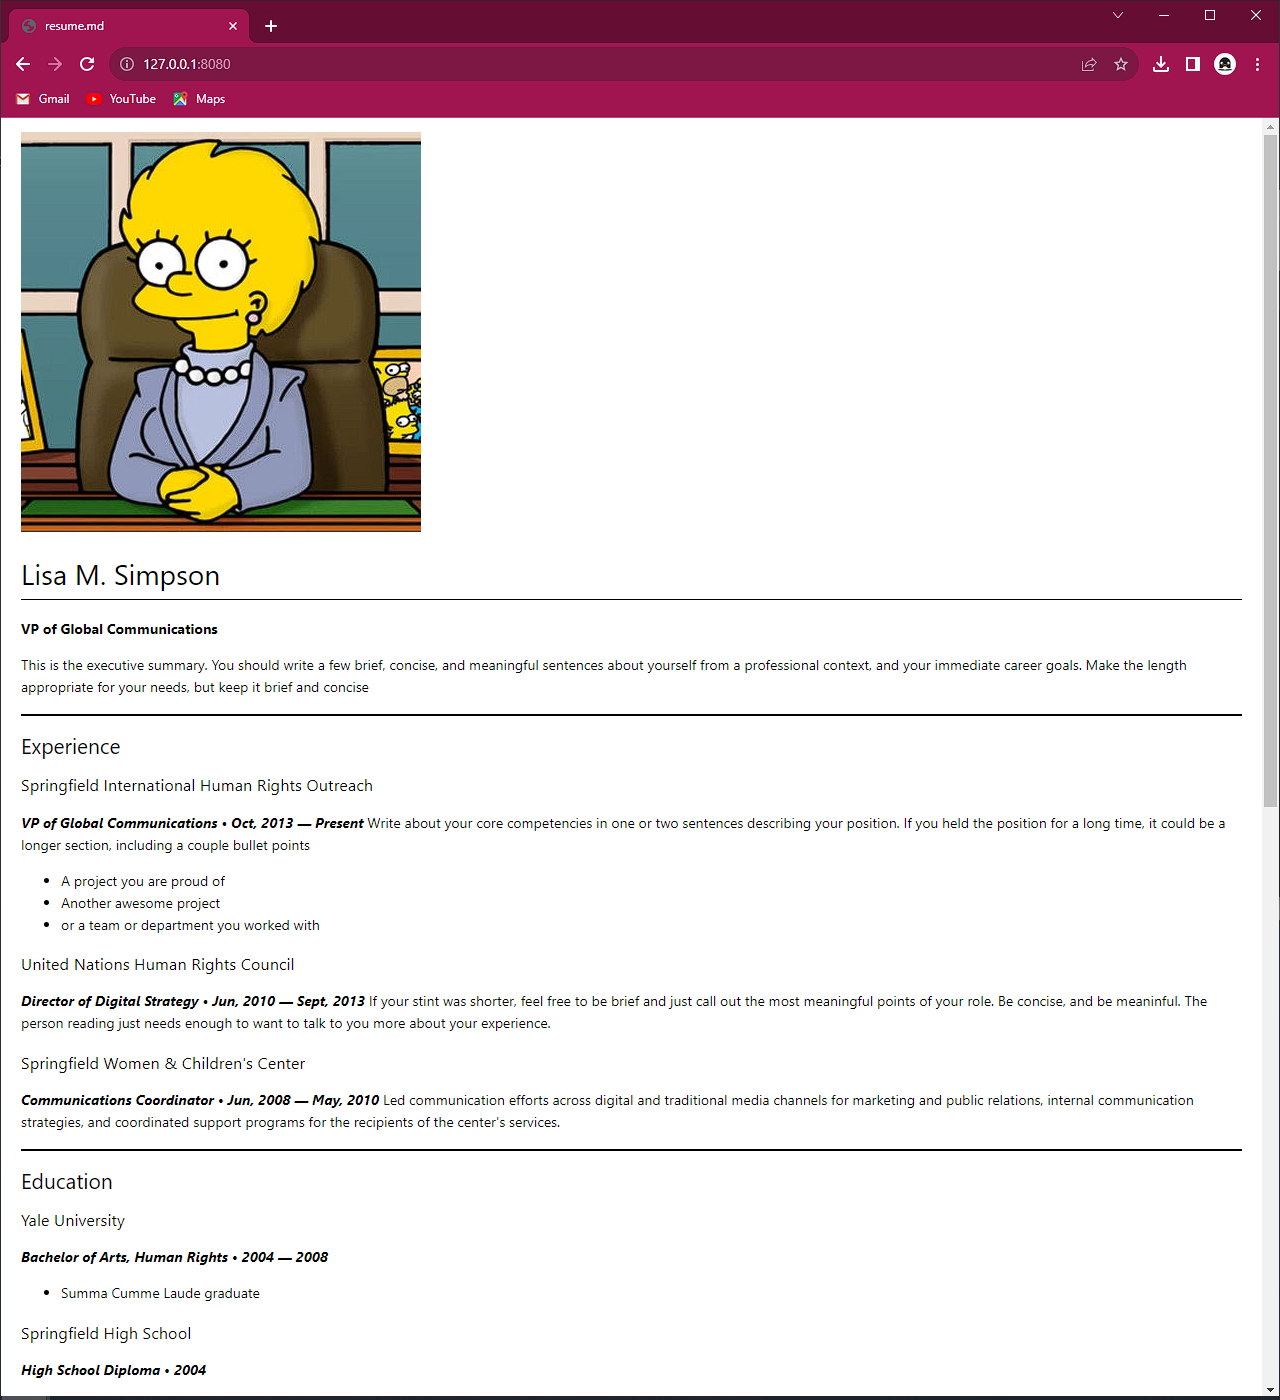 resume.md
127.0.0.1:8080
Gmail YouTube Maps
Lisa M. Simpson
VP of Global Communications
This is the executive summary. You should write a few brief, concise, and meaningful sentences about yourself from a professional context, and your immediate career goals. Make the length
appropriate for your needs, but keep it brief and concise
Experience
Springfield International Human Rights Outreach
VP of Global Communications • Oct, 2013 — Present Write about your core competencies in one or two sentences describing your position. If you held the position for a long time, it could be a
longer section, including a couple bullet points
• A project you are proud of
• Another awesome project
• or a team or department you worked with
United Nations Human Rights Council
Director of Digital Strategy • Jun, 2010 — Sept, 2013 If your stint was shorter, feel free to be brief and just call out the most meaningful points of your role. Be concise, and be meaninful. The
person reading just needs enough to want to talk to you more about your experience.
Springfield Women & Children's Center
Communications Coordinator • Jun, 2008 — May, 2010 Led communication efforts across digital and traditional media channels for marketing and public relations, internal communication
strategies, and coordinated support programs for the recipients of the center's services.
Education
Yale University
Bachelor of Arts, Human Rights • 2004 — 2008
• Summa Cumme Laude graduate
Springfield High School
High School Diploma • 2004